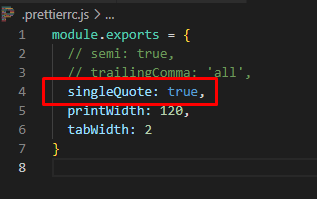 .prettierrc.js > ...
1 module.exports = {
2 // semi: true,
3 // trailingComma: 'all',
4 singleQuote: true,
5 printWidth: 120,
6 tabWidth: 2
7 }
8